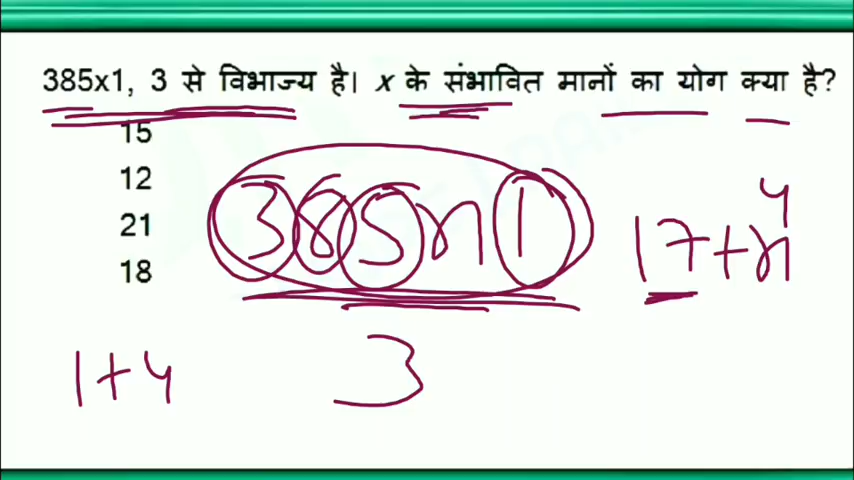 385x1, 3 से विभाज्य है। x के संभावित मानों का योग क्या है?
15
12
21
18
385x1
17+x
4
3
1+4